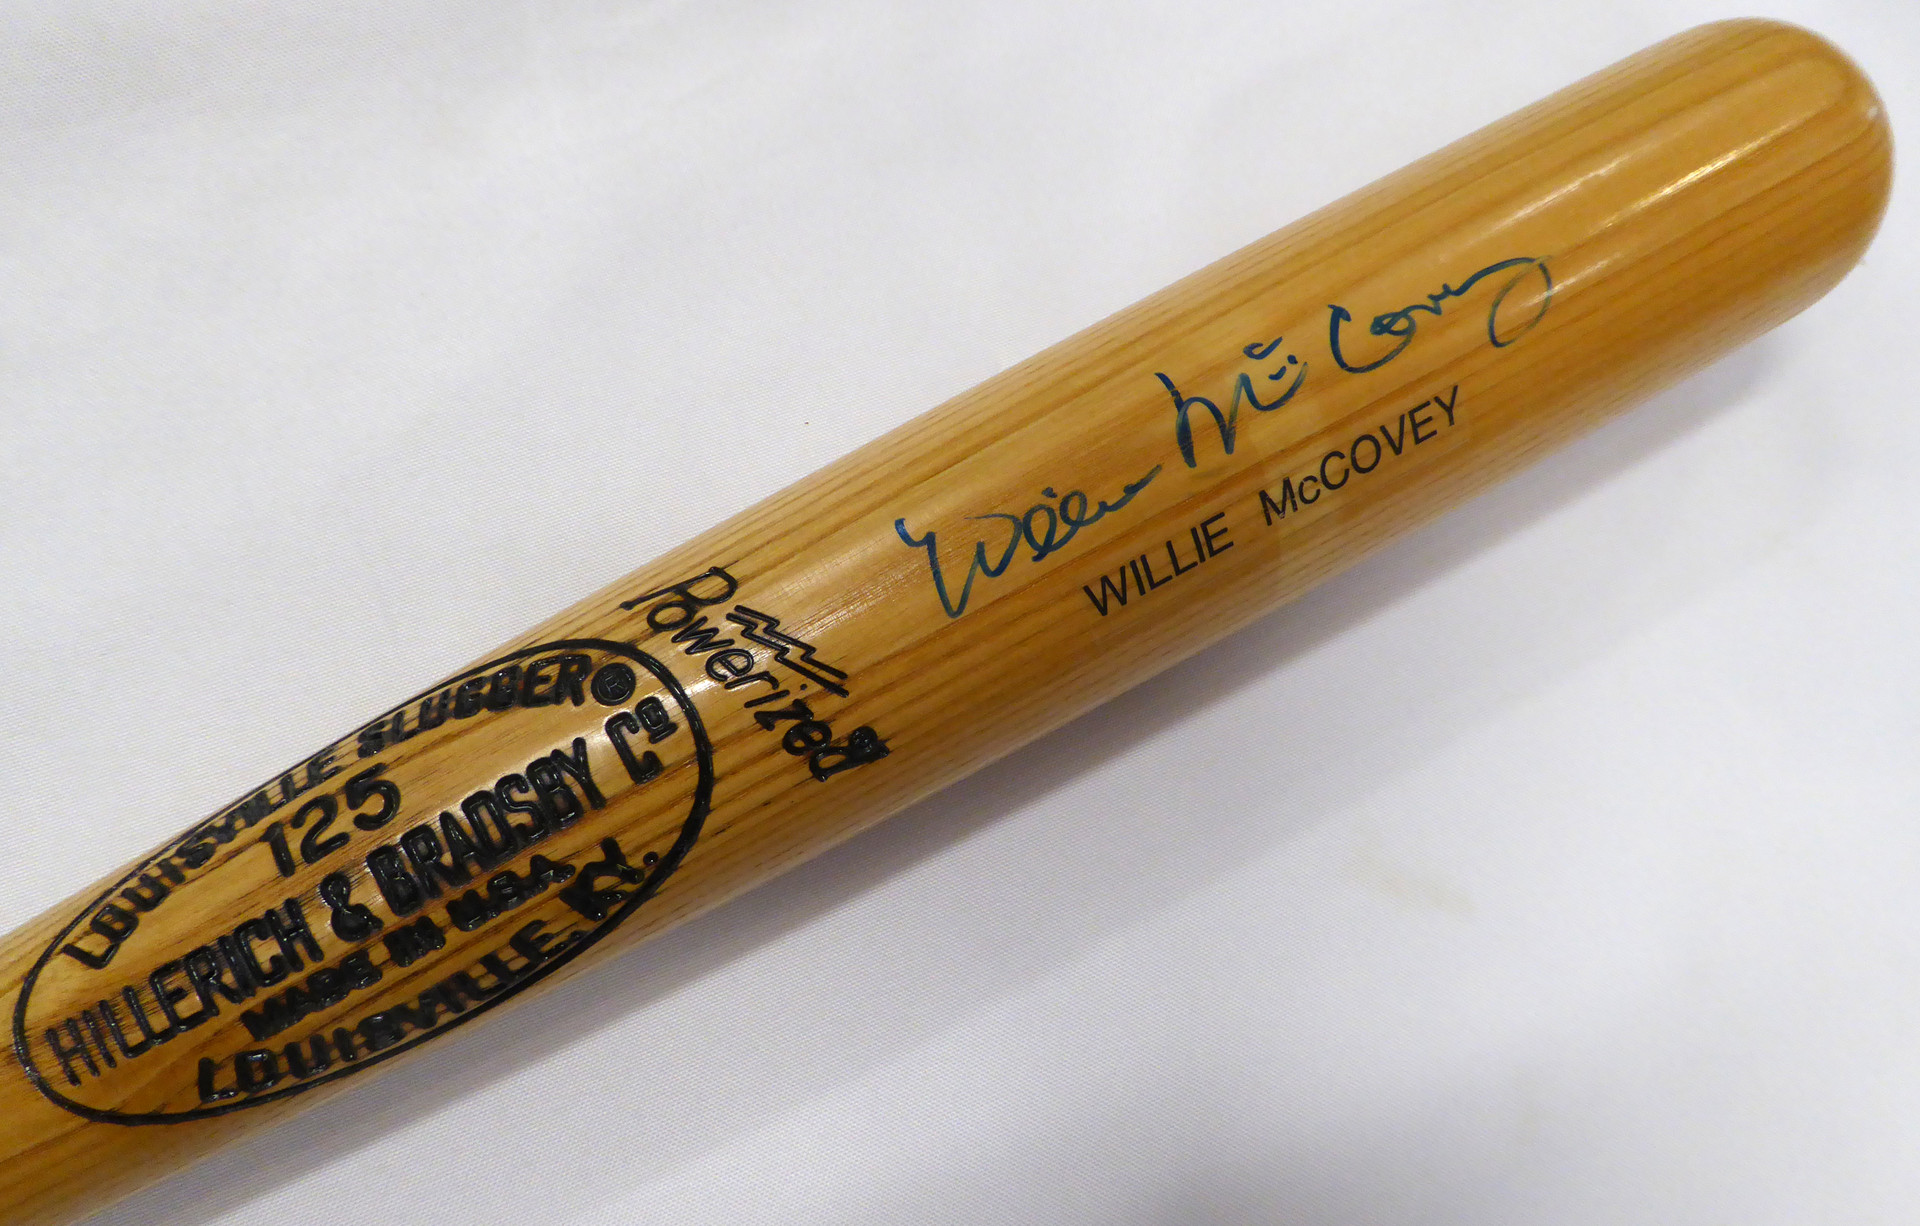 LOUISVILLE SLUGGER®
125
HILLERICH & BRADSBY Co
MADE IN U.S.A
LOUISVILLE, KY.
Powerized®
Willie McCovey
WILLIE McCOVEY